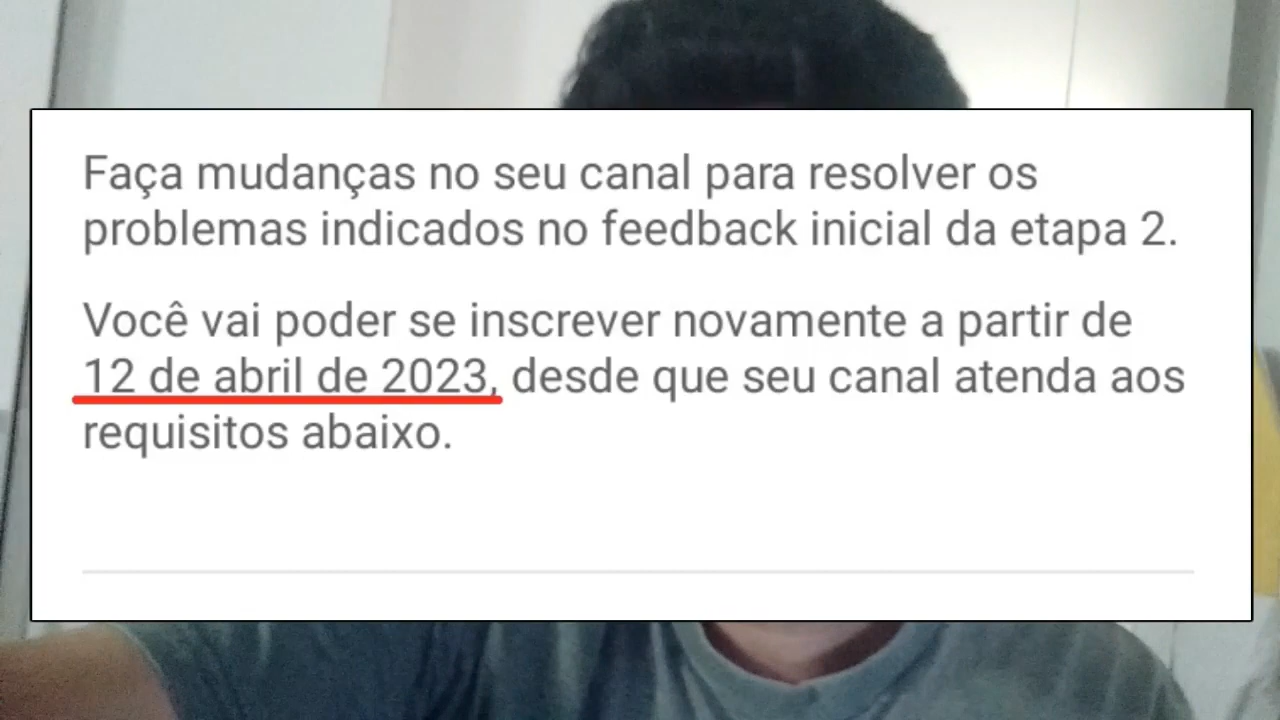 Faça mudanças no seu canal para resolver os
problemas indicados no feedback inicial da etapa 2.
Você vai poder se inscrever novamente a partir de
12 de abril de 2023, desde que seu canal atenda aos
requisitos abaixo.